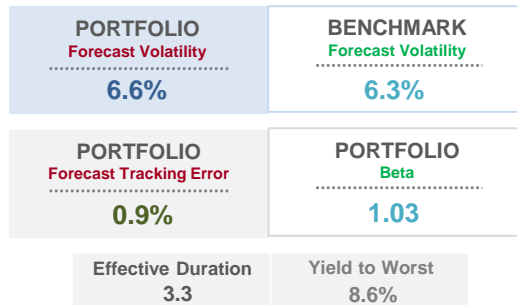 PORTFOLIO
Forecast Volatility
6.6%
BENCHMARK
Forecast Volatility
6.3%
PORTFOLIO
Forecast Tracking Error
0.9%
PORTFOLIO
Beta
1.03
Effective Duration
3.3
Yield to Worst
8.6%